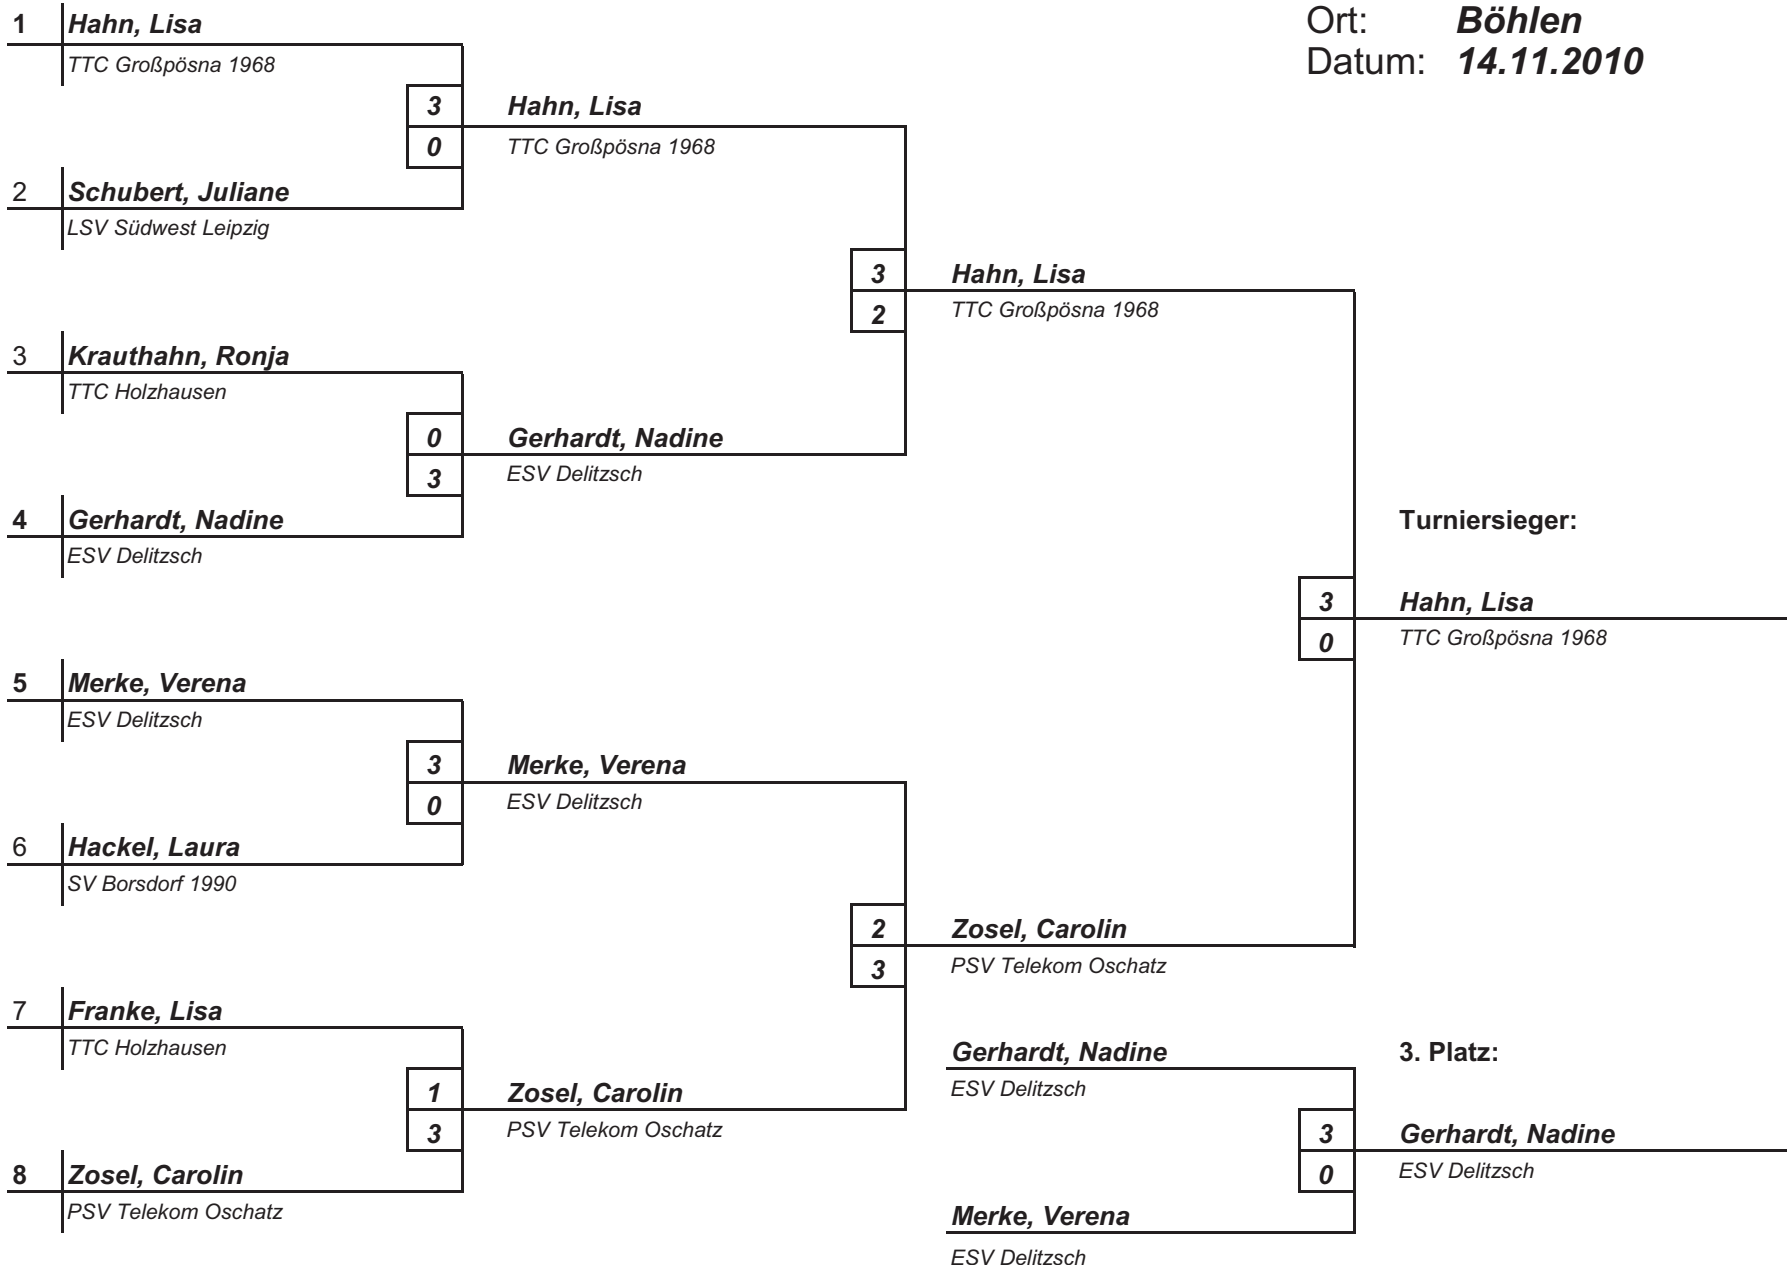 Ort: Böhlen
Datum: 14.11.2010
1 Hahn, Lisa
TTC Großpösna 1968
3 Hahn, Lisa
0 TTC Großpösna 1968
2 Schubert, Juliane
LSV Südwest Leipzig
3 Hahn, Lisa
2 TTC Großpösna 1968
3 Krauthahn, Ronja
TTC Holzhausen
0 Gerhardt, Nadine
3 ESV Delitzsch
4 Gerhardt, Nadine
ESV Delitzsch
Turniersieger:
3 Hahn, Lisa
0 TTC Großpösna 1968
5 Merke, Verena
ESV Delitzsch
3 Merke, Verena
0 ESV Delitzsch
6 Hackel, Laura
SV Borsdorf 1990
2 Zosel, Carolin
3 PSV Telekom Oschatz
7 Franke, Lisa
TTC Holzhausen
1 Zosel, Carolin
3 PSV Telekom Oschatz
8 Zosel, Carolin
PSV Telekom Oschatz
Gerhardt, Nadine
ESV Delitzsch
3. Platz:
3 Gerhardt, Nadine
0 ESV Delitzsch
Merke, Verena
ESV Delitzsch